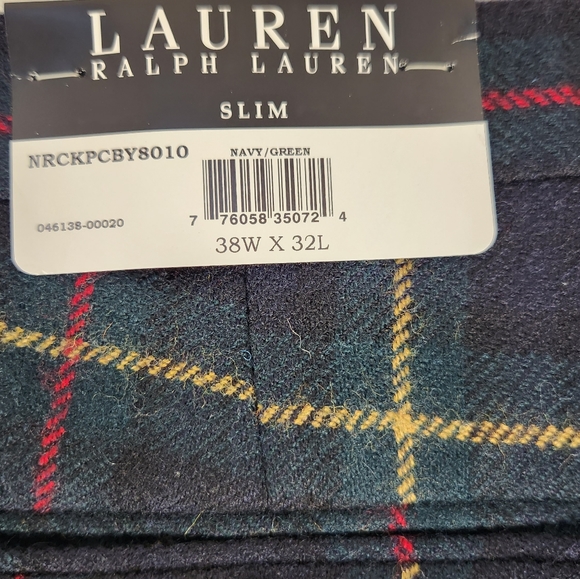 LAUREN
RALPH LAUREN
SLIM
NRCKPCBY8010
NAVY/GREEN
046138-00020
7 76058 35072 4
38W X 32L